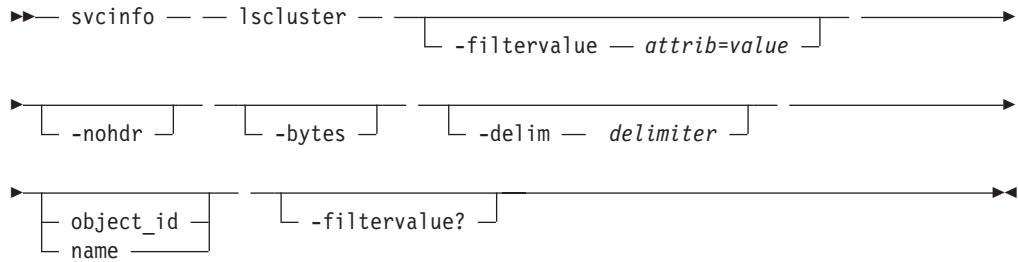 svcinfo lscluster
-filtervalue attrib=value
-nohdr -bytes -delim delimiter
object_id -filtervalue?
name